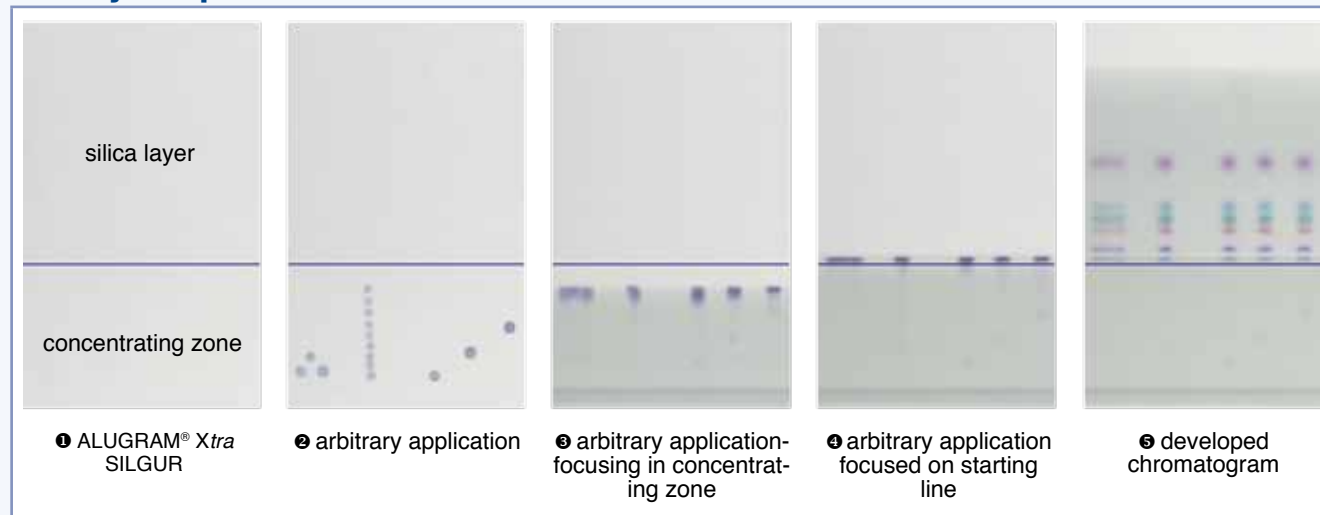 silica layer
concentrating zone
❶ ALUGRAM® Xtra
SILGUR
❷ arbitrary application
❸ arbitrary application-
focusing in concentrat-
ing zone
❹ arbitrary application
focused on starting
line
❺ developed
chromatogram